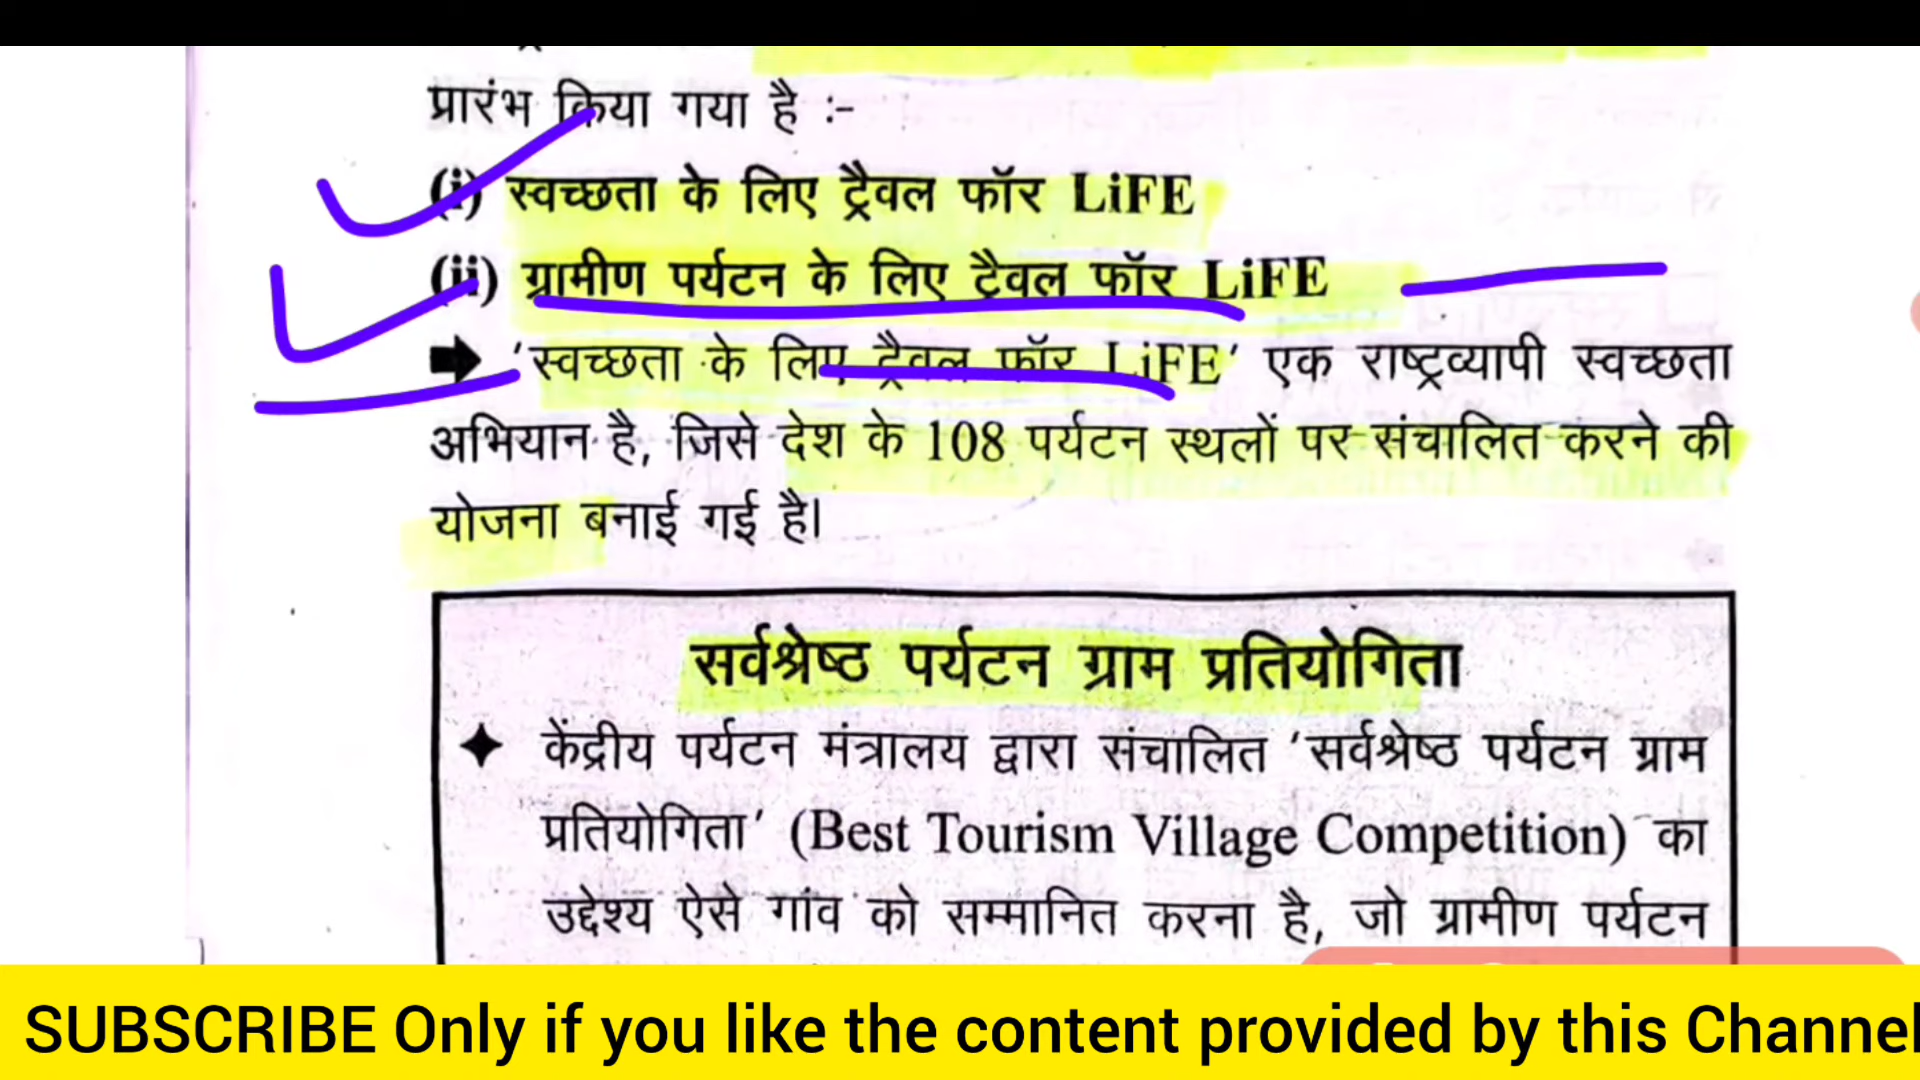 प्रारंभ किया गया है :-
(i) स्वच्छता के लिए ट्रैवल फॉर LiFE
(ii) ग्रामीण पर्यटन के लिए ट्रैवल फॉर LiFE
➡ 'स्वच्छता के लिए ट्रैवल फॉर LiFE' एक राष्ट्रव्यापी स्वच्छता
अभियान है, जिसे देश के 108 पर्यटन स्थलों पर संचालित करने की
योजना बनाई गई है।
सर्वश्रेष्ठ पर्यटन ग्राम प्रतियोगिता
✦ केंद्रीय पर्यटन मंत्रालय द्वारा संचालित 'सर्वश्रेष्ठ पर्यटन ग्राम
प्रतियोगिता' (Best Tourism Village Competition) का
उद्देश्य ऐसे गांव को सम्मानित करना है, जो ग्रामीण पर्यटन
SUBSCRIBE Only if you like the content provided by this Channel